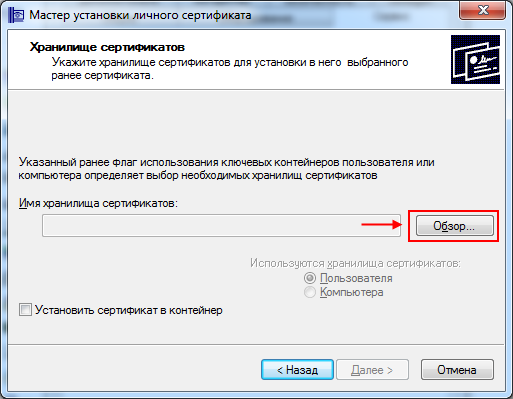 Мастер установки личного сертификата
Хранилище сертификатов
Укажите хранилище сертификатов для установки в него выбранного
ранее сертификата.
Указанный ранее флаг использования ключевых контейнеров пользователя или
компьютера определяет выбор необходимых хранилищ сертификатов
Имя хранилища сертификатов:
Обзор...
Используются хранилища сертификатов:
Пользователя
Компьютера
Установить сертификат в контейнер
< Назад
Далее >
Отмена